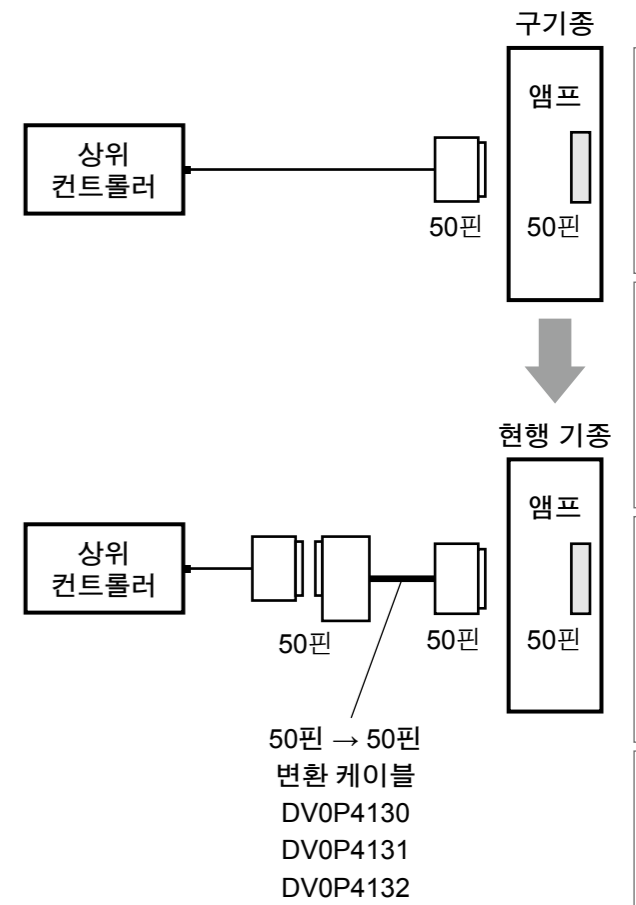 구기종
앰프
상위
컨트롤러
50핀
50핀
현행 기종
앰프
상위
컨트롤러
50핀
50핀
50핀
50핀 → 50핀
변환 케이블
DV0P4130
DV0P4131
DV0P4132